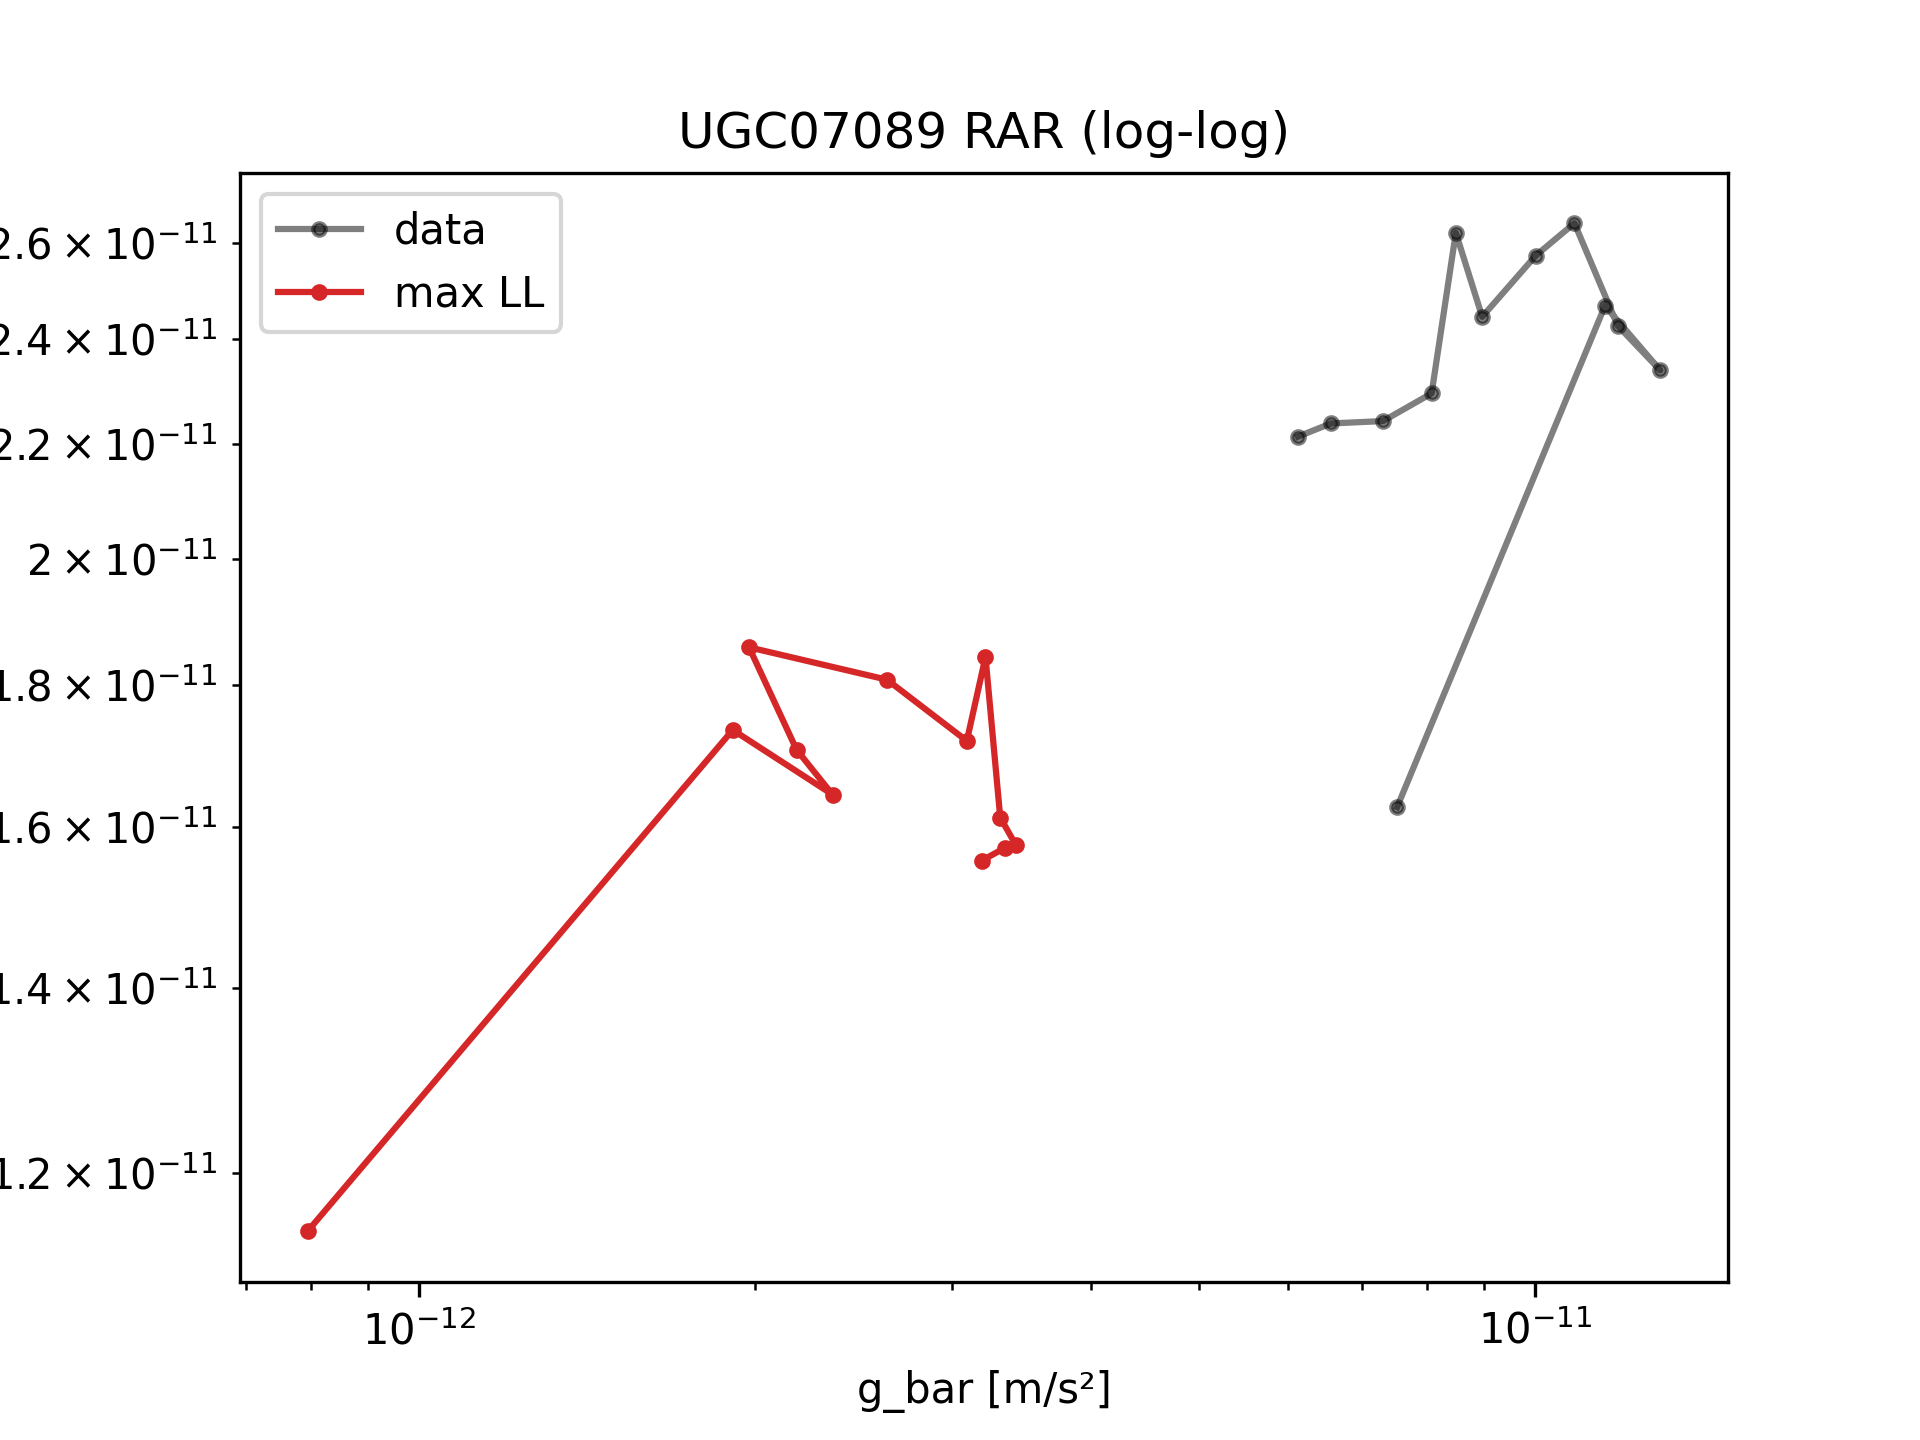 UGC07089 RAR (log-log)
data
max LL
2.6 × 10⁻¹¹
2.4 × 10⁻¹¹
2.2 × 10⁻¹¹
2 × 10⁻¹¹
1.8 × 10⁻¹¹
1.6 × 10⁻¹¹
1.4 × 10⁻¹¹
1.2 × 10⁻¹¹
10⁻¹² 10⁻¹¹
g_bar [m/s²]